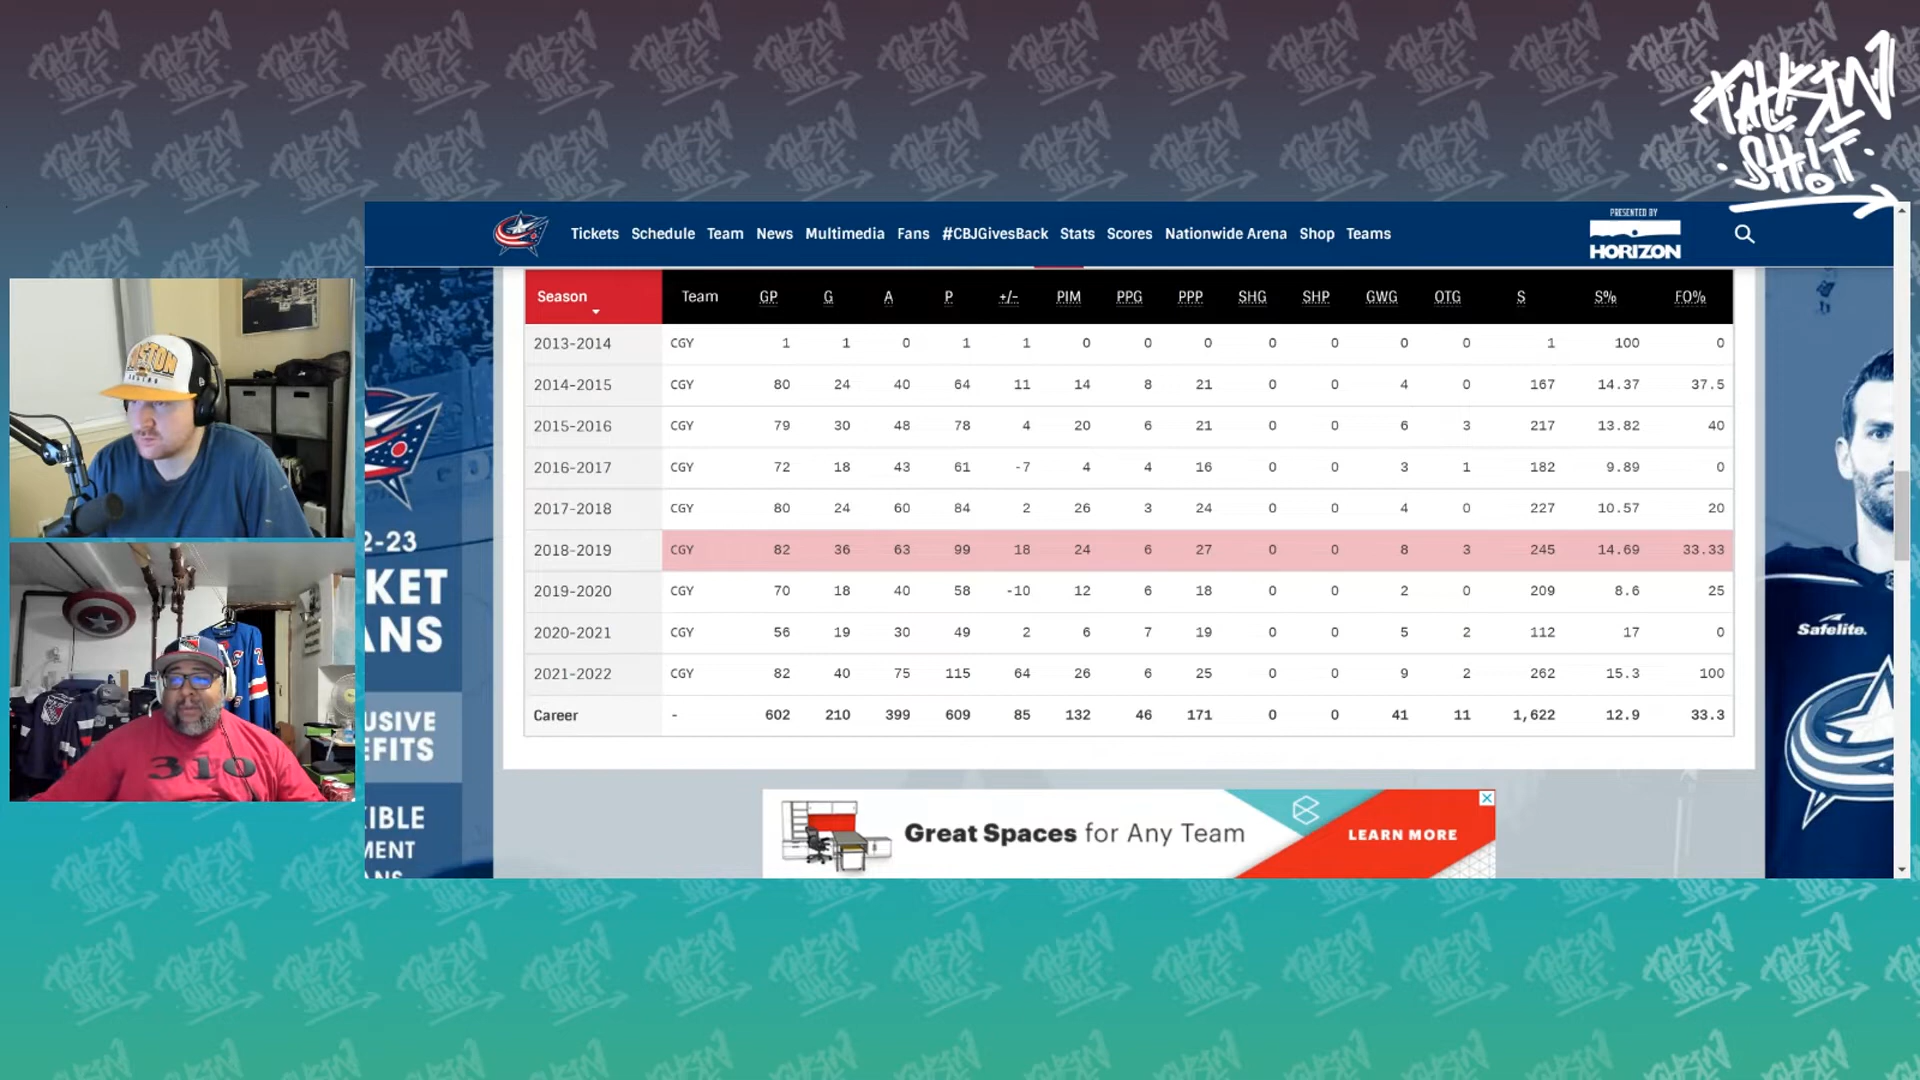 TALKIN
SH!T
PRESENTED BY
HORIZON
Tickets Schedule Team News Multimedia Fans #CBJGivesBack Stats Scores Nationwide Arena Shop Teams
Season Team GP G A P +/- PIM PPG PPP SHG SHP GWG OTG S S% FO%
2013-2014 CGY 1 1 0 1 1 0 0 0 0 0 0 0 1 100 0
2014-2015 CGY 80 24 40 64 11 14 8 21 0 0 4 0 167 14.37 37.5
2015-2016 CGY 79 30 48 78 4 20 6 21 0 0 6 3 217 13.82 40
2016-2017 CGY 72 18 43 61 -7 4 4 16 0 0 3 1 182 9.89 0
2017-2018 CGY 80 24 60 84 2 26 3 24 0 0 4 0 227 10.57 20
2018-2019 CGY 82 36 63 99 18 24 6 27 0 0 8 3 245 14.69 33.33
2019-2020 CGY 70 18 40 58 -10 12 6 18 0 0 2 0 209 8.6 25
2020-2021 CGY 56 19 30 49 2 6 7 19 0 0 5 2 112 17 0
2021-2022 CGY 82 40 75 115 64 26 6 25 0 0 9 2 262 15.3 100
Career - 602 210 399 609 85 132 46 171 0 0 41 11 1,622 12.9 33.3
2-23
KET
ANS
USIVE
EFITS
IBLE
MENT
ANS
Safelite.
Great Spaces for Any Team
LEARN MORE
310